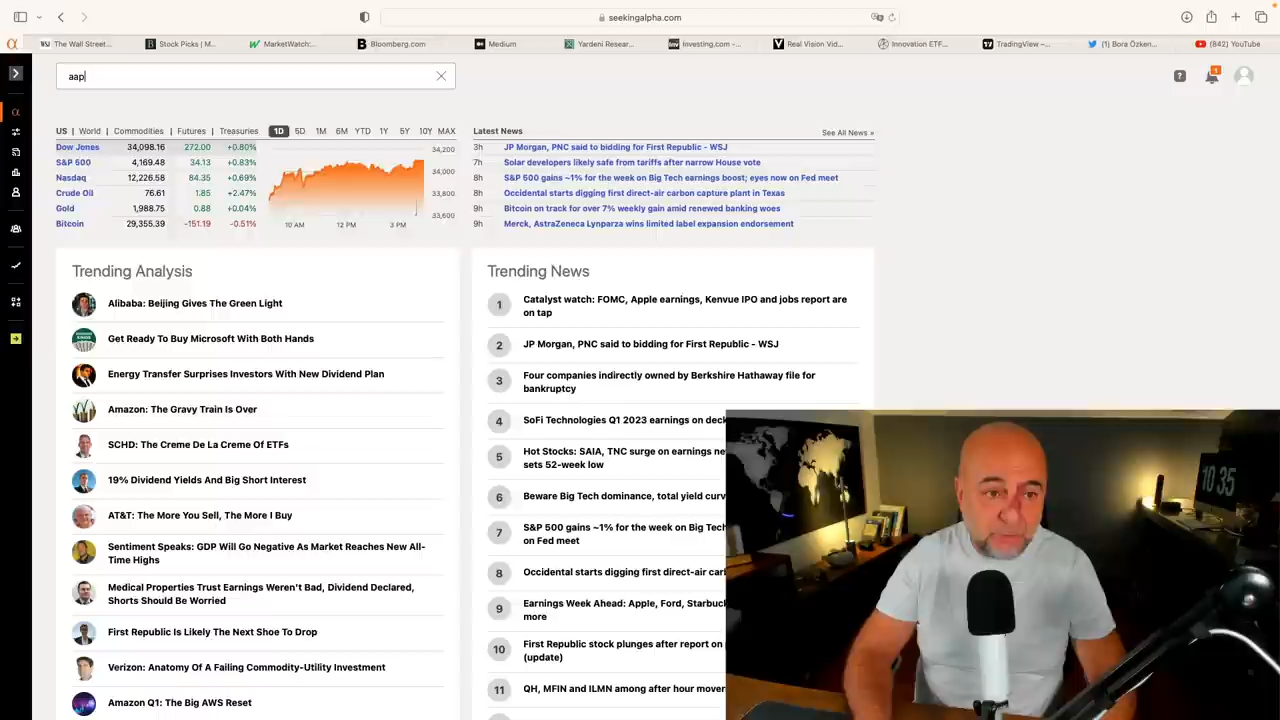 seekingalpha.com
The Wall Street...
Stock Picks | M...
MarketWatch:...
Bloomberg.com
Medium
Yardeni Resear...
Investing.com -...
Real Vision Vid...
Innovation ETF...
TradingView –...
(1) Bora Özken...
(842) YouTube
aap
1
US | World | Commodities | Futures | Treasuries
1D 5D 1M 6M YTD 1Y 5Y 10Y MAX
Dow Jones 34,098.16 272.00 +0.80%
S&P 500 4,169.48 34.13 +0.83%
Nasdaq 12,226.58 84.35 +0.69%
Crude Oil 76.61 1.85 +2.47%
Gold 1,988.75 0.88 +0.04%
Bitcoin 29,355.39 -151.19 -0.51%
34,200
34,000
33,800
33,600
10 AM 12 PM 3 PM
Latest News
See All News »
3h JP Morgan, PNC said to bidding for First Republic - WSJ
7h Solar developers likely safe from tariffs after narrow House vote
8h S&P 500 gains ~1% for the week on Big Tech earnings boost; eyes now on Fed meet
8h Occidental starts digging first direct-air carbon capture plant in Texas
9h Bitcoin on track for over 7% weekly gain amid renewed banking woes
9h Merck, AstraZeneca Lynparza wins limited label expansion endorsement
Trending Analysis
Alibaba: Beijing Gives The Green Light
Get Ready To Buy Microsoft With Both Hands
Energy Transfer Surprises Investors With New Dividend Plan
Amazon: The Gravy Train Is Over
SCHD: The Creme De La Creme Of ETFs
19% Dividend Yields And Big Short Interest
AT&T: The More You Sell, The More I Buy
Sentiment Speaks: GDP Will Go Negative As Market Reaches New All-
Time Highs
Medical Properties Trust Earnings Weren't Bad, Dividend Declared,
Shorts Should Be Worried
First Republic Is Likely The Next Shoe To Drop
Verizon: Anatomy Of A Failing Commodity-Utility Investment
Amazon Q1: The Big AWS Reset
Trending News
1 Catalyst watch: FOMC, Apple earnings, Kenvue IPO and jobs report are
on tap
2 JP Morgan, PNC said to bidding for First Republic - WSJ
3 Four companies indirectly owned by Berkshire Hathaway file for
bankruptcy
4 SoFi Technologies Q1 2023 earnings on deck
5 Hot Stocks: SAIA, TNC surge on earnings ne
sets 52-week low
6 Beware Big Tech dominance, total yield curv
7 S&P 500 gains ~1% for the week on Big Tech
on Fed meet
8 Occidental starts digging first direct-air carl
9 Earnings Week Ahead: Apple, Ford, Starbuck
more
10 First Republic stock plunges after report on
(update)
11 QH, MFIN and ILMN among after hour mover
10 35